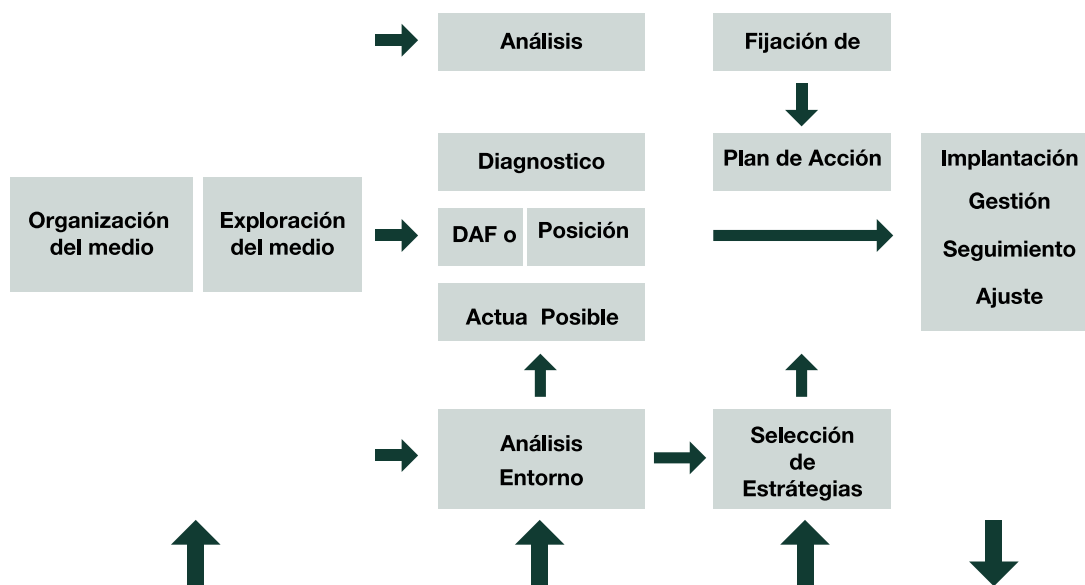 Análisis
Fijación de
Diagnostico
Plan de Acción
Implantación
Gestión
Seguimiento
Ajuste
Organización
del medio
Exploración
del medio
DAF o
Posición
Actua Posible
Análisis
Entorno
Selección
de
Estrátegias